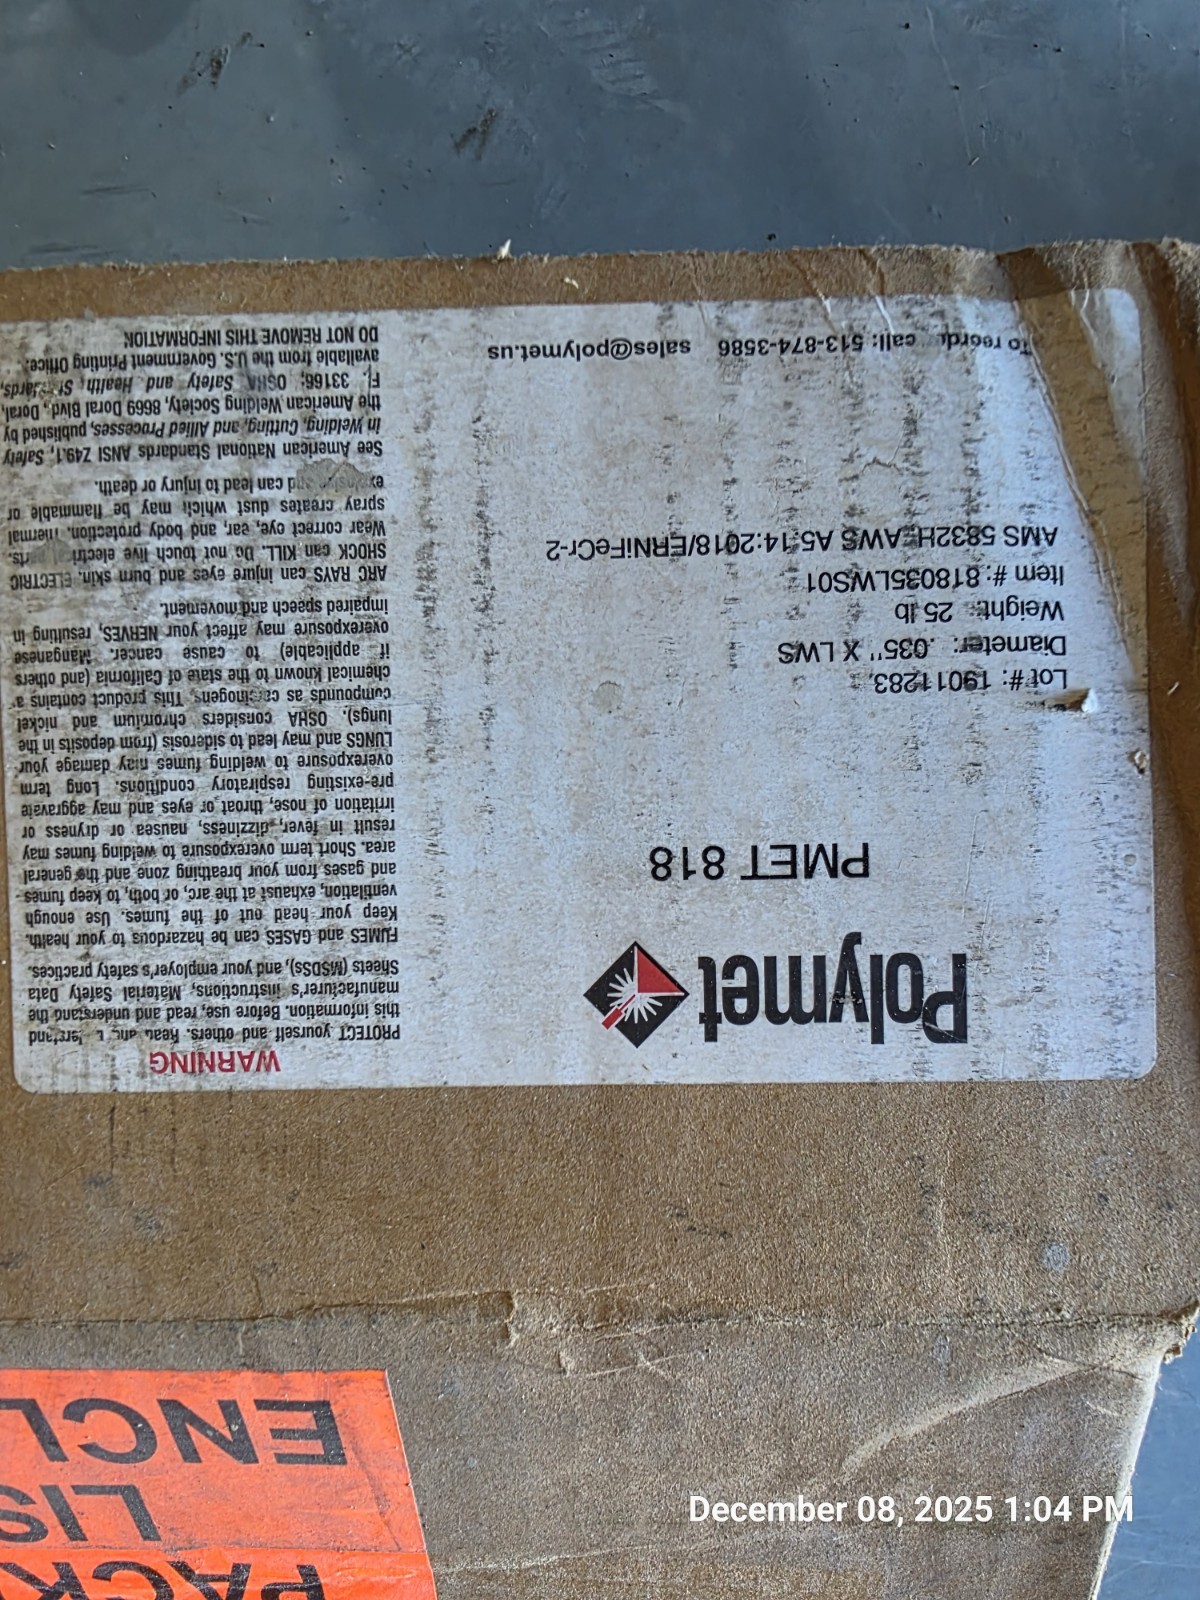 Polymet
PMET 818
Lot #: 19011283
Diameter: .035" X LWS
Weight: 25 lb
Item #: 818035LWS01
AMS 5832H: AWS A5.14:2018/ERNiFeCr-2
To reorder call: 513-874-3586 sales@polymet.us
WARNING
PROTECT yourself and others. Read and understand
this information. Before use, read and understand the
manufacturer's instructions, Material Safety Data
Sheets (MSDSs), and your employer's safety practices.
FUMES and GASES can be hazardous to your health.
Keep your head out of the fumes. Use enough
ventilation, exhaust at the arc, or both, to keep fumes
and gases from your breathing zone and the general
area. Short term overexposure to welding fumes may
result in fever, dizziness, nausea or dryness or
irritation of nose, throat or eyes and may aggravate
pre-existing respiratory conditions. Long term
overexposure to welding fumes may damage your
LUNGS and may lead to siderosis (from deposits in the
lungs). OSHA considers chromium and nickel
compounds as carcinogens. This product contains a
chemical known to the state of California (and others
if applicable) to cause cancer. Manganese
overexposure may affect your NERVES, resulting in
impaired speech and movement.
ARC RAYS can injure eyes and burn skin. ELECTRIC
SHOCK can KILL. Do not touch live electri rts.
Wear correct eye, ear, and body protection. Thermal
spray creates dust which may be flammable or
explosive and can lead to injury or death.
See American National Standards ANSI Z49.1, Safety
in Welding, Cutting, and Allied Processes, published by
the American Welding Society, 8669 Doral Blvd., Doral,
FL 33166; OSHA Safety and Health Standards,
available from the U.S. Government Printing Office.
DO NOT REMOVE THIS INFORMATION
PACK
LIS
ENCL
December 08, 2025 1:04 PM